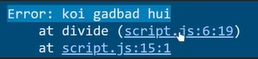 Error: koi gadbad hui
at divide (script.js:6:19)
at script.js:15:1